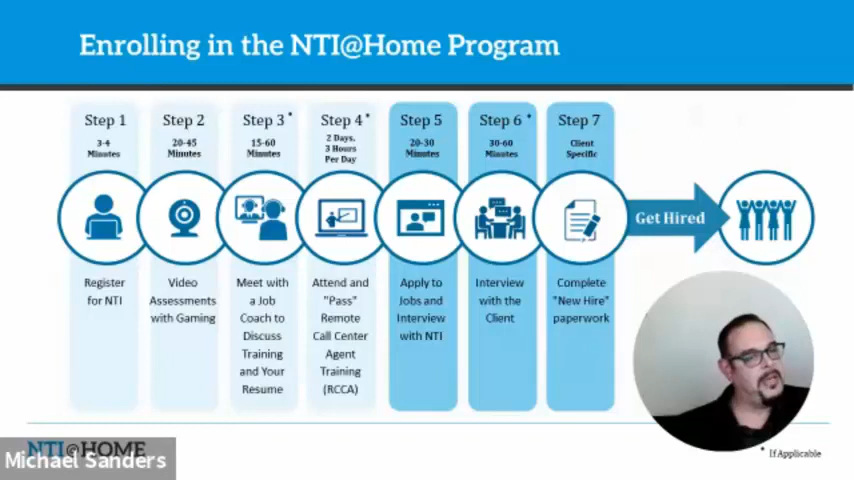 Enrolling in the NTI@Home Program
Step 1
3-4
Minutes
Register
for NTI
Step 2
20-45
Minutes
Video
Assessments
with Gaming
Step 3 *
15-60
Minutes
Meet with
a Job
Coach to
Discuss
Training
and Your
Resume
Step 4 *
2 Days,
3 Hours
Per Day
Attend and
"Pass"
Remote
Call Center
Agent
Training
(RCCA)
Step 5
20-30
Minutes
Apply to
Jobs and
Interview
with NTI
Step 6 *
30-60
Minutes
Interview
with the
Client
Step 7
Client
Specific
Complete
"New Hire"
paperwork
Get Hired
NTI@HOME
Michael Sanders
* If Applicable